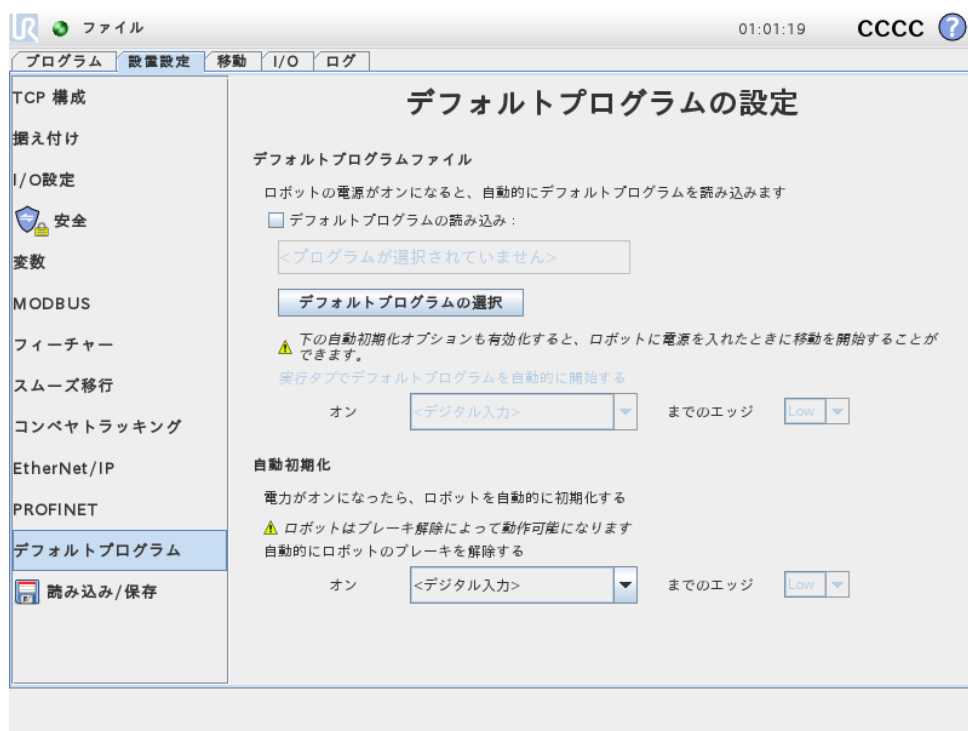 UR ファイル 01:01:19 CCCC ?
プログラム 設置設定 移動 I/O ログ
TCP 構成
据え付け
I/O設定
安全
変数
MODBUS
フィーチャー
スムーズ移行
コンベヤトラッキング
EtherNet/IP
PROFINET
デフォルトプログラム
読み込み/保存
デフォルトプログラムの設定
デフォルトプログラムファイル
ロボットの電源がオンになると、自動的にデフォルトプログラムを読み込みます
デフォルトプログラムの読み込み：
<プログラムが選択されていません>
デフォルトプログラムの選択
下の自動初期化オプションも有効化すると、ロボットに電源を入れたときに移動を開始することが
できます。
実行タブでデフォルトプログラムを自動的に開始する
オン <デジタル入力> までのエッジ Low
自動初期化
電力がオンになったら、ロボットを自動的に初期化する
ロボットはブレーキ解除によって動作可能になります
自動的にロボットのブレーキを解除する
オン <デジタル入力> までのエッジ Low